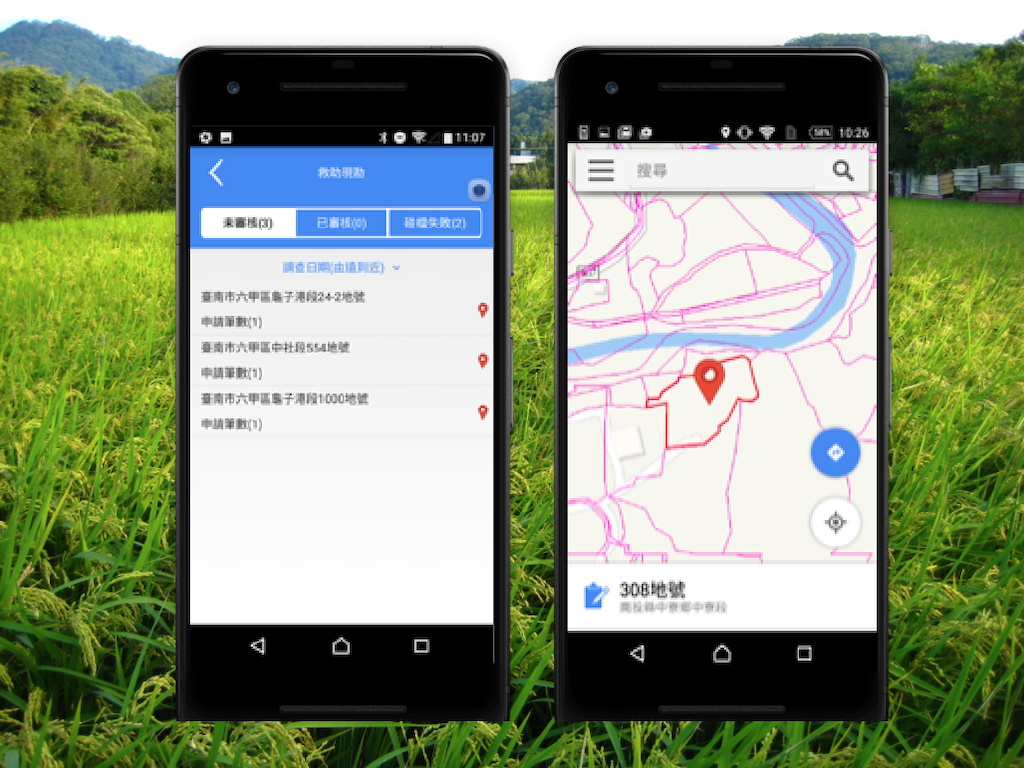 11:07
救助現勘
未審核(3)
已審核(0)
碰檔失敗(2)
調查日期(由遠到近)
臺南市六甲區龜子港段24-2地號
申請筆數(1)
臺南市六甲區中社段554地號
申請筆數(1)
臺南市六甲區龜子港段1000地號
申請筆數(1)
58% 10:26
搜尋
308地號
南投縣中寮鄉中寮段